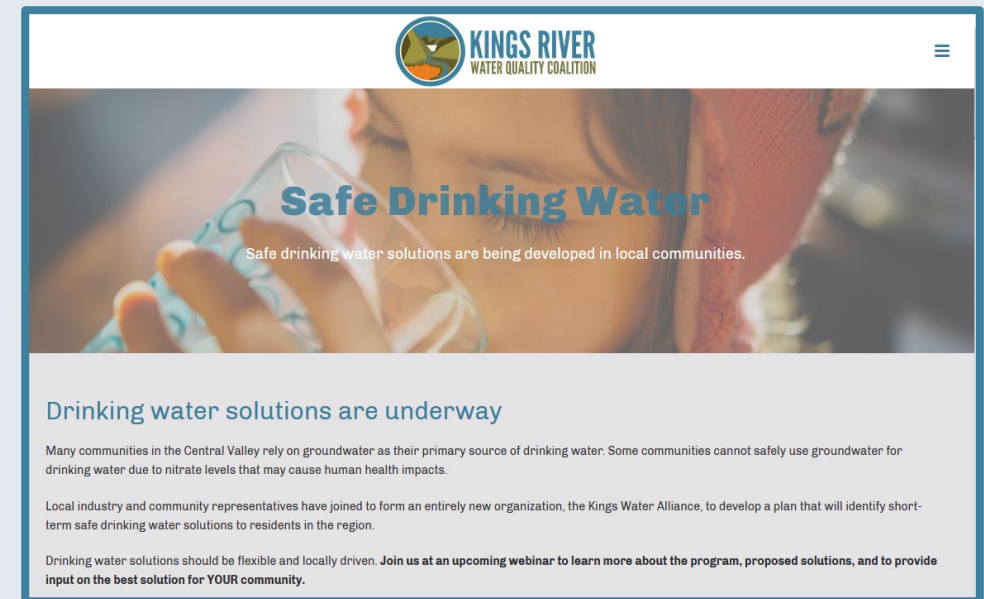 KINGS RIVER
WATER QUALITY COALITION
Safe Drinking Water
Safe drinking water solutions are being developed in local communities.
Drinking water solutions are underway
Many communities in the Central Valley rely on groundwater as their primary source of drinking water. Some communities cannot safely use groundwater for
drinking water due to nitrate levels that may cause human health impacts.
Local industry and community representatives have joined to form an entirely new organization, the Kings Water Alliance, to develop a plan that will identify short-
term safe drinking water solutions to residents in the region.
Drinking water solutions should be flexible and locally driven. Join us at an upcoming webinar to learn more about the program, proposed solutions, and to provide
input on the best solution for YOUR community.